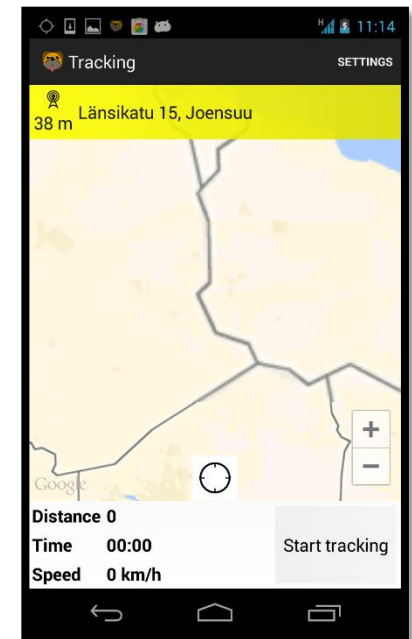 H 11:14
Tracking SETTINGS
38 m Länsikatu 15, Joensuu
+
−
Google
Distance 0
Time 00:00
Speed 0 km/h
Start tracking